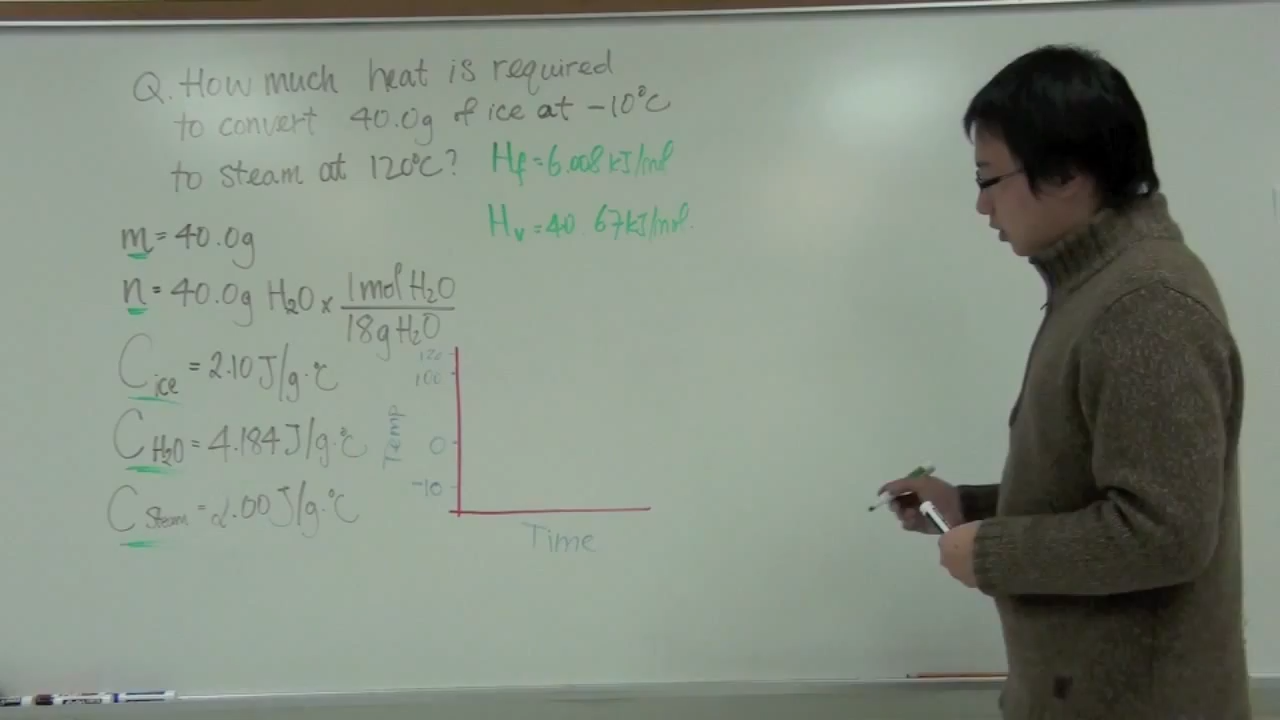 Q. How much heat is required
to convert 40.0g of ice at -10°C
to steam at 120°C?
Hf = 6.008 kJ/mol
Hv = 40.67 kJ/mol.
m = 40.0g
n = 40.0g H2O x 1mol H2O
18g H2O
Cice = 2.10 J/g·°C
CH2O = 4.184 J/g·°C
CSteam = 2.00 J/g·°C
120
100
0
-10
Temp
Time